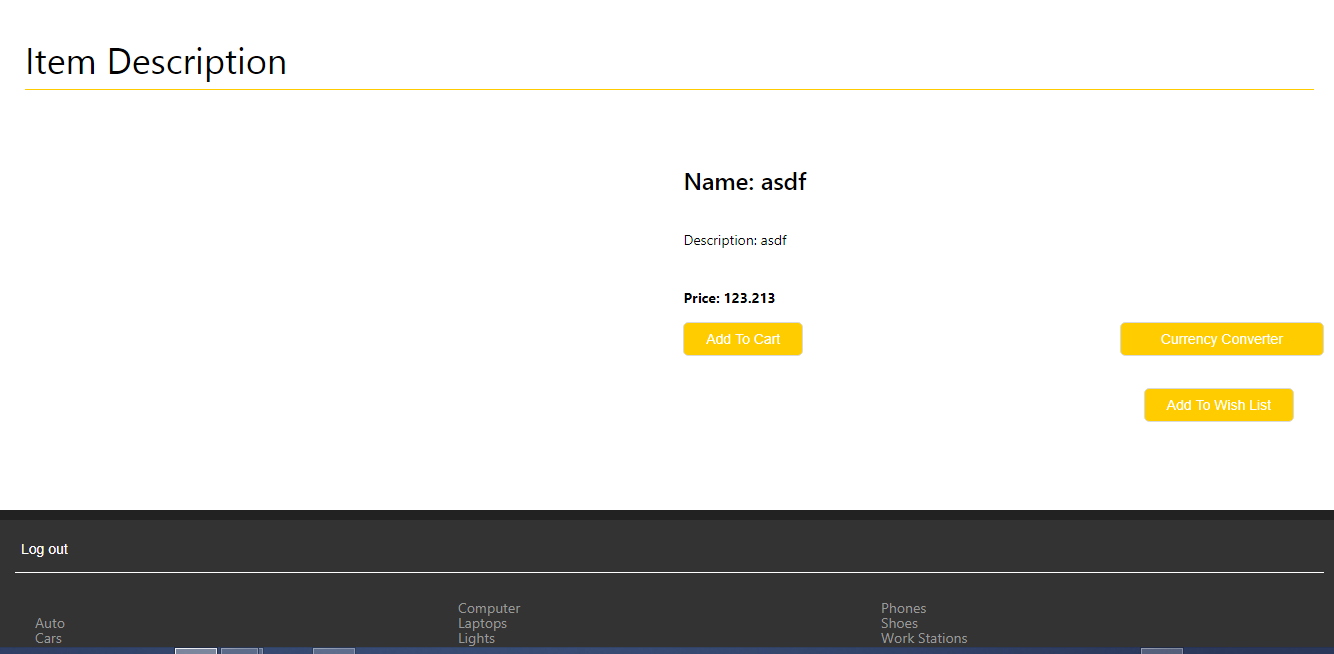 Item Description
Name: asdf
Description: asdf
Price: 123.213
Add To Cart
Currency Converter
Add To Wish List
Log out
Auto
Cars
Computer
Laptops
Lights
Phones
Shoes
Work Stations